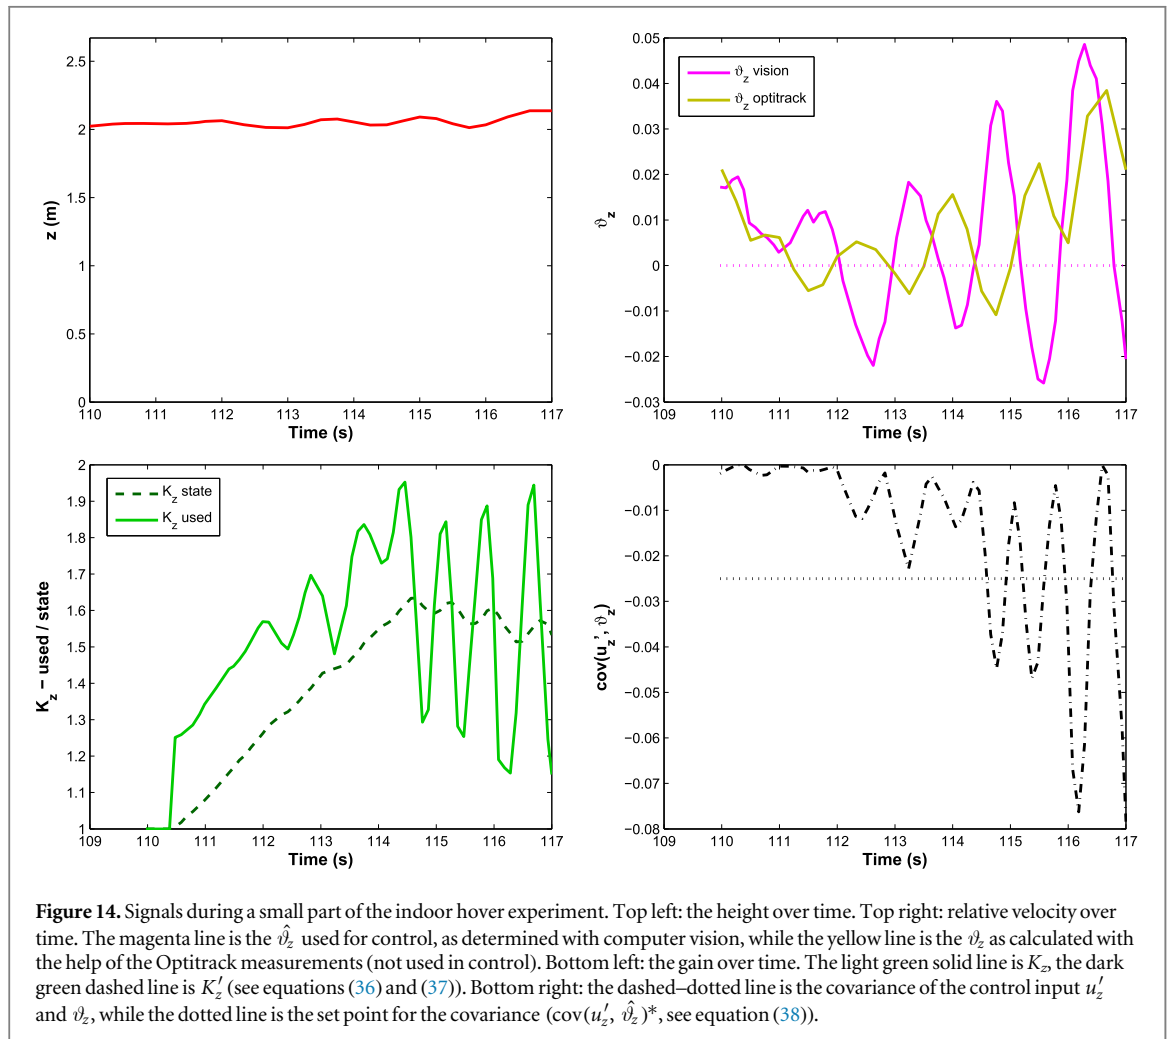 2.5
2
1.5
1
0.5
0
z (m)
110 111 112 113 114 115 116 117
Time (s)
0.05
0.04
0.03
0.02
0.01
0
−0.01
−0.02
−0.03
ϑz
ϑz vision
ϑz optitrack
109 110 111 112 113 114 115 116 117
Time (s)
2
1.9
1.8
1.7
1.6
1.5
1.4
1.3
1.2
1.1
1
Kz − used / state
Kz state
Kz used
109 110 111 112 113 114 115 116 117
Time (s)
0
−0.01
−0.02
−0.03
−0.04
−0.05
−0.06
−0.07
−0.08
cov(uz', ϑz)
109 110 111 112 113 114 115 116 117
Time (s)
Figure 14. Signals during a small part of the indoor hover experiment. Top left: the height over time. Top right: relative velocity over
time. The magenta line is the ϑ̂z used for control, as determined with computer vision, while the yellow line is the ϑz as calculated with
the help of the Optitrack measurements (not used in control). Bottom left: the gain over time. The light green solid line is Kz, the dark
green dashed line is K′z (see equations (36) and (37)). Bottom right: the dashed–dotted line is the covariance of the control input u′z
and ϑz, while the dotted line is the set point for the covariance (cov(u′z, ϑ̂z)*, see equation (38)).